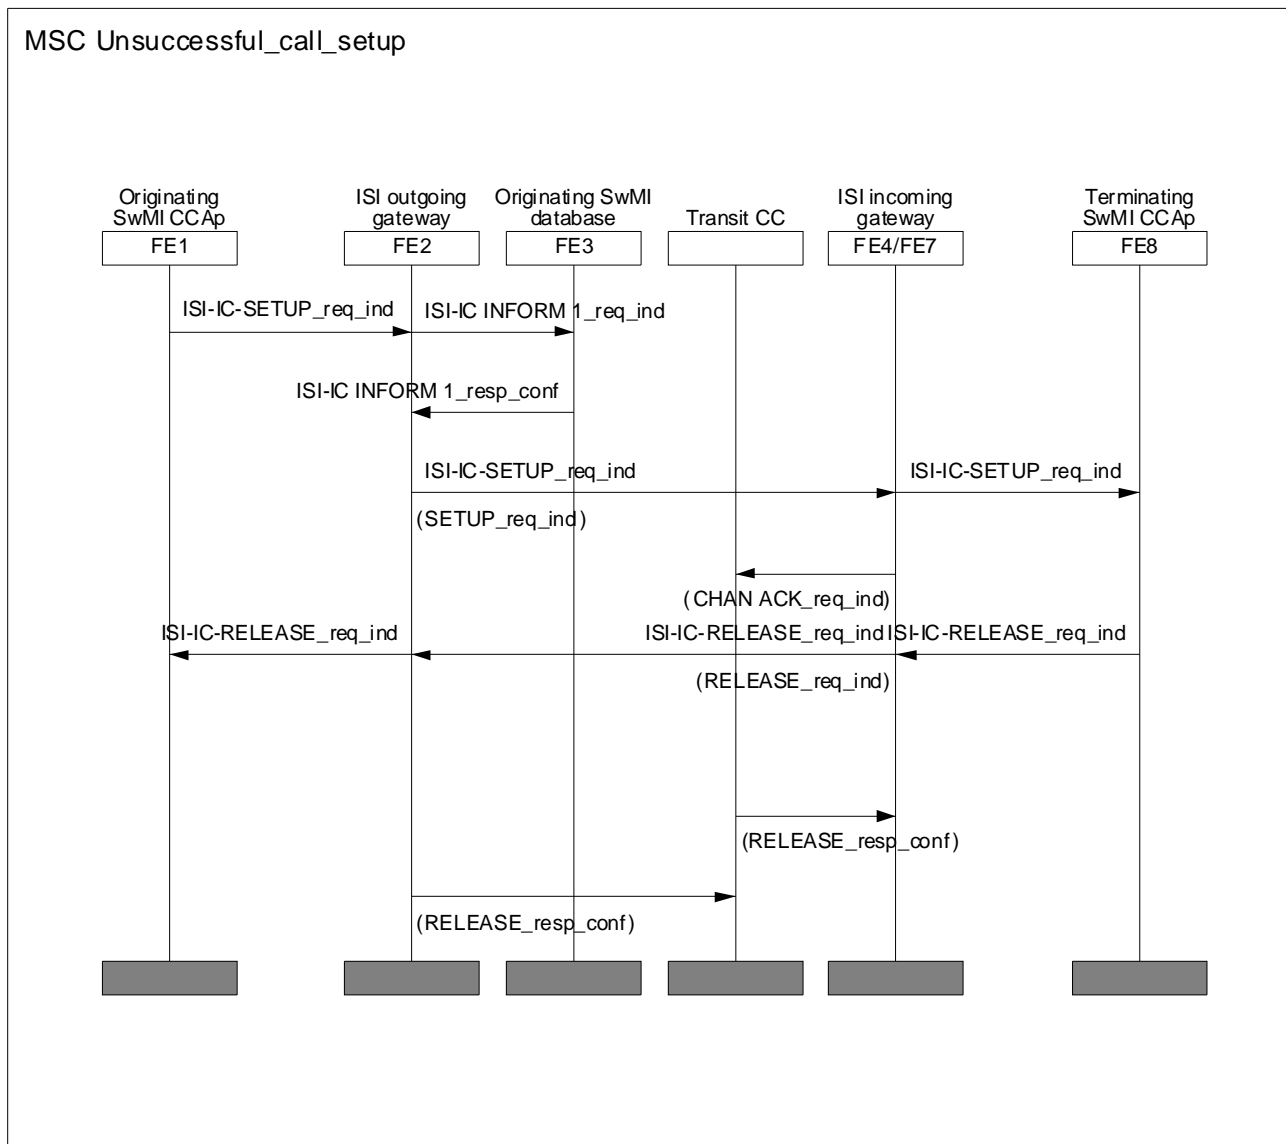 MSC Unsuccessful_call_setup
Originating
SwMI CCAp
FE1
ISI outgoing
gateway
FE2
Originating SwMI
database
FE3
Transit CC
ISI incoming
gateway
FE4/FE7
Terminating
SwMI CCAp
FE8
ISI-IC-SETUP_req_ind
ISI-IC INFORM 1_req_ind
ISI-IC INFORM 1_resp_conf
ISI-IC-SETUP_req_ind
ISI-IC-SETUP_req_ind
(SETUP_req_ind)
(CHAN ACK_req_ind)
ISI-IC-RELEASE_req_ind
ISI-IC-RELEASE_req_ind
ISI-IC-RELEASE_req_ind
(RELEASE_req_ind)
(RELEASE_resp_conf)
(RELEASE_resp_conf)